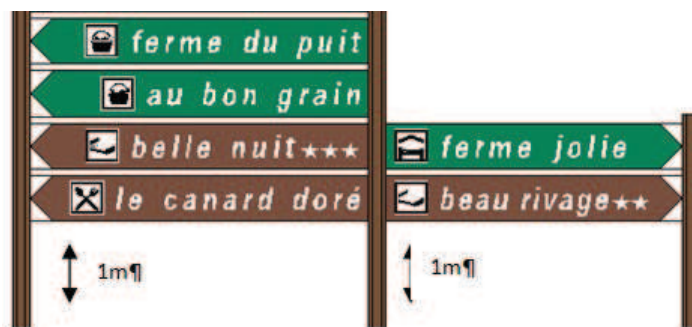 ferme du puit
au bon grain
belle nuit★★★
ferme jolie
le canard doré
beau rivage★★
1m¶
1m¶